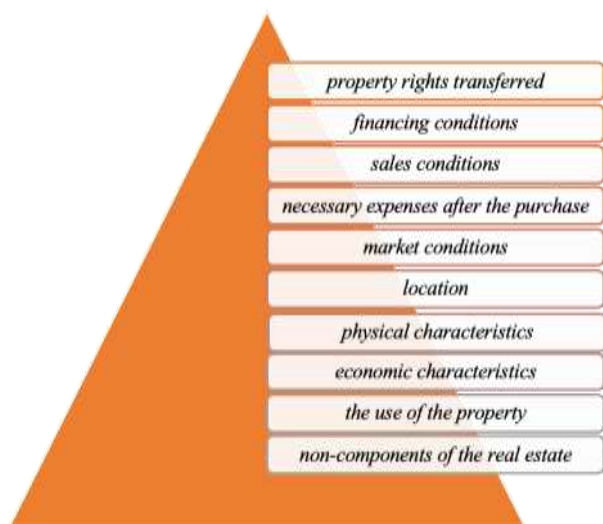 property rights transferred
financing conditions
sales conditions
necessary expenses after the purchase
market conditions
location
physical characteristics
economic characteristics
the use of the property
non-components of the real estate